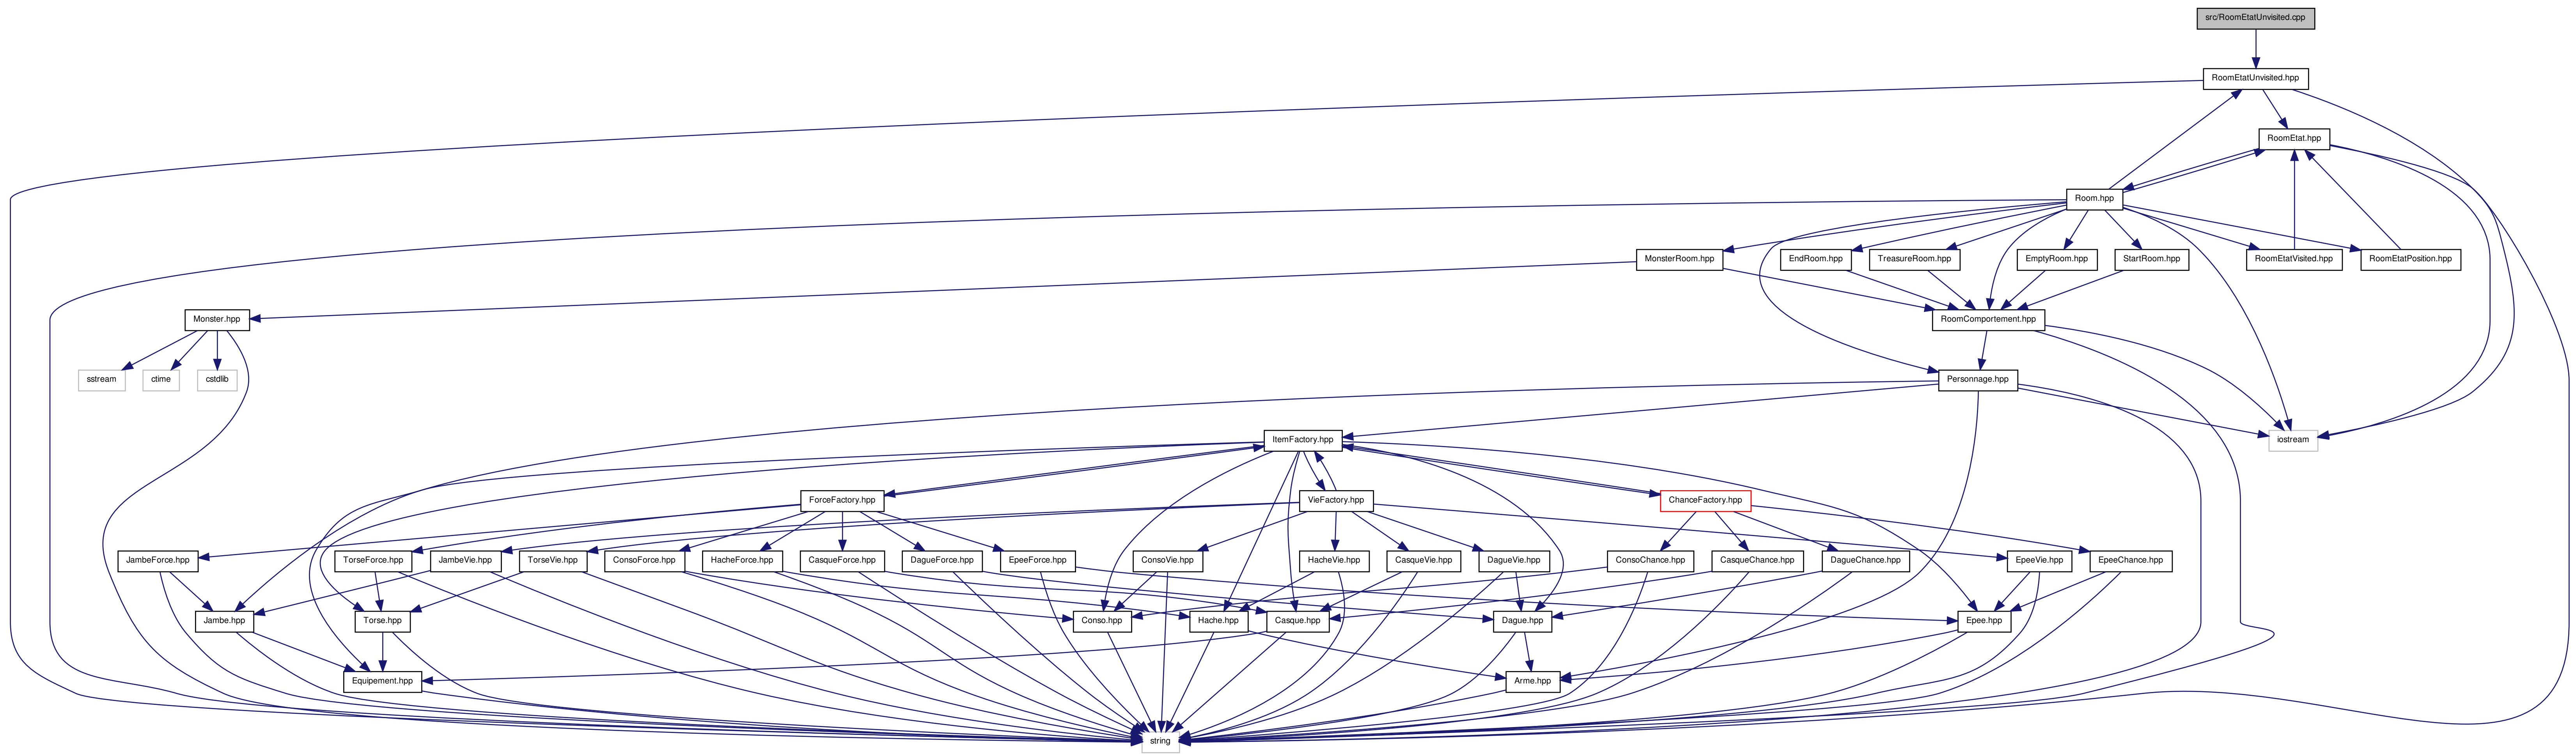 src/RoomEtatUnvisited.cpp
RoomEtatUnvisited.hpp
RoomEtat.hpp
Room.hpp
MonsterRoom.hpp
EndRoom.hpp
TreasureRoom.hpp
EmptyRoom.hpp
StartRoom.hpp
RoomEtatVisited.hpp
RoomEtatPosition.hpp
Monster.hpp
RoomComportement.hpp
sstream
ctime
cstdlib
Personnage.hpp
ItemFactory.hpp
iostream
ForceFactory.hpp
VieFactory.hpp
ChanceFactory.hpp
JambeForce.hpp
TorseForce.hpp
JambeVie.hpp
TorseVie.hpp
ConsoForce.hpp
HacheForce.hpp
CasqueForce.hpp
DagueForce.hpp
EpeeForce.hpp
ConsoVie.hpp
HacheVie.hpp
CasqueVie.hpp
DagueVie.hpp
ConsoChance.hpp
CasqueChance.hpp
DagueChance.hpp
EpeeVie.hpp
EpeeChance.hpp
Jambe.hpp
Torse.hpp
Conso.hpp
Hache.hpp
Casque.hpp
Dague.hpp
Epee.hpp
Equipement.hpp
Arme.hpp
string